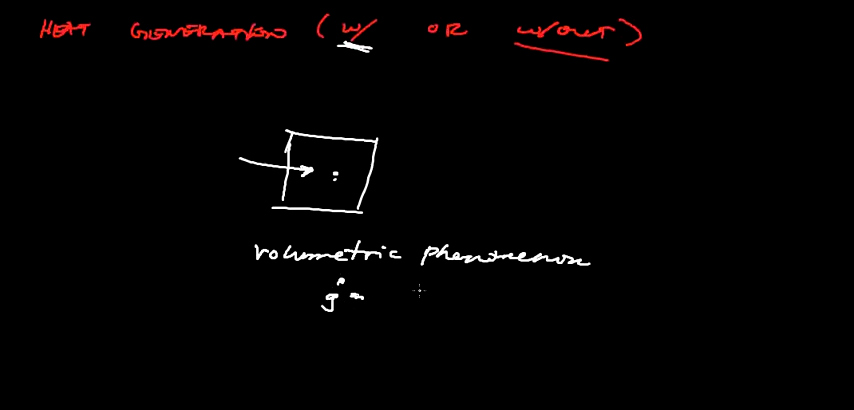 HEAT GENERATION (w/ OR w/out)
volumetric phenomenon
ġ =